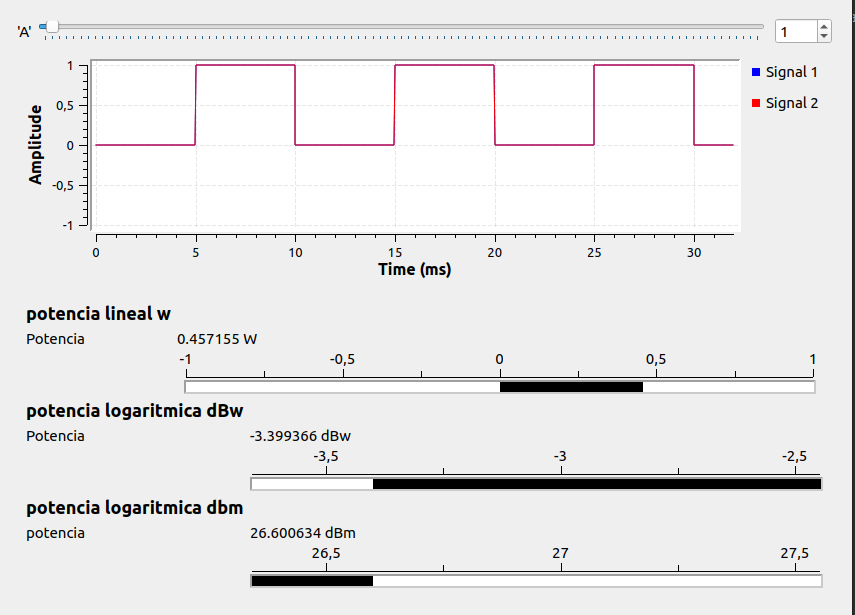 'A' 1
1 Signal 1
0,5 Signal 2
0
-0,5
-1
Amplitude
0 5 10 15 20 25 30
Time (ms)
potencia lineal w
Potencia 0.457155 W
-1 -0,5 0 0,5 1
potencia logaritmica dBw
Potencia -3.399366 dBw
-3,5 -3 -2,5
potencia logaritmica dbm
potencia 26.600634 dBm
26,5 27 27,5